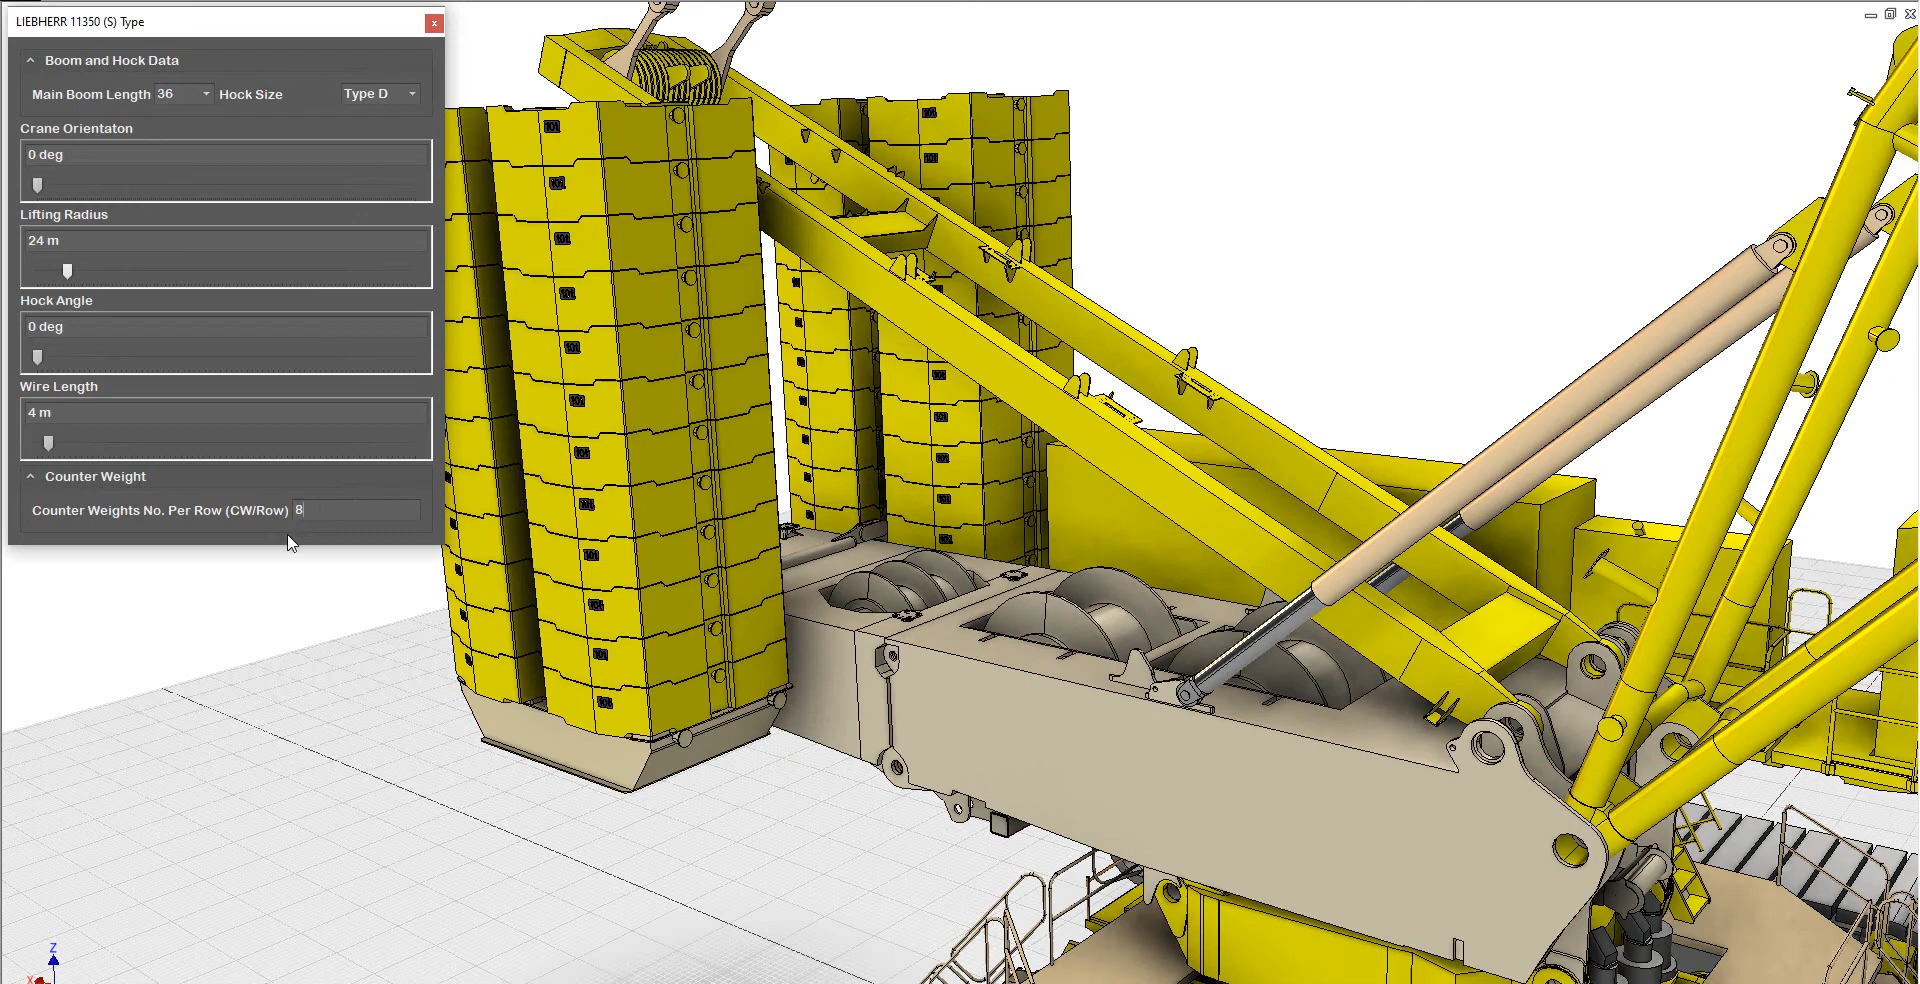 LIEBHERR 11350 (S) Type
x
Boom and Hock Data
Main Boom Length 36 Hock Size Type D
Crane Orientaton
0 deg
Lifting Radius
24 m
Hock Angle
0 deg
Wire Length
4 m
Counter Weight
Counter Weights No. Per Row (CW/Row) 8
Z
X